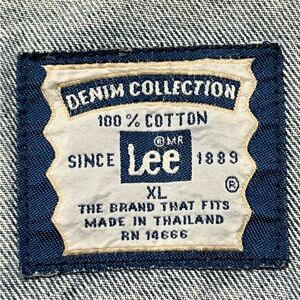 DENIM COLLECTION
100 % COTTON
® MR
SINCE Lee 1889
XL ®
THE BRAND THAT FITS
MADE IN THAILAND
RN 14666